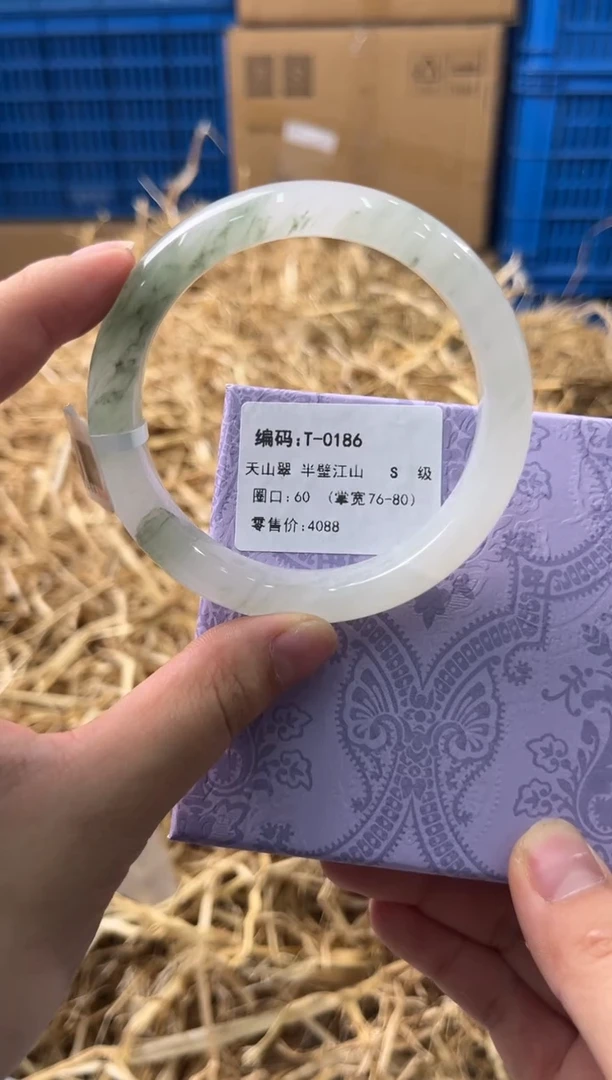 编码:T-0186
天山翠 半壁江山 S 级
圈口:60 (掌宽76-80)
零售价:4088